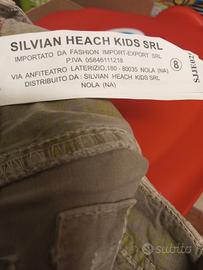 SILVIAN HEACH KIDS SRL
IMPORTATO DA FASHION IMPORT-EXPORT SRL
P.IVA 05846111218
VIA ANFITEATRO LATERIZIO,180 - 80035 NOLA (NA)
DISTRIBUITO DA : SILVIAN HEACH KIDS SRL
NOLA (NA)
8
subito